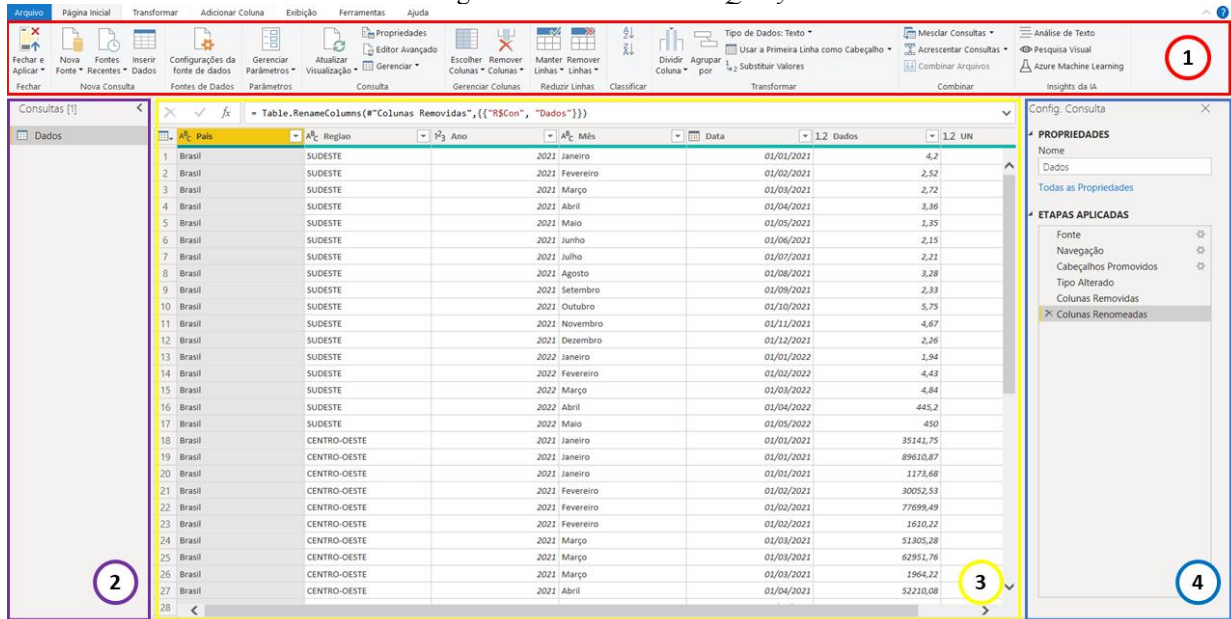 Arquivo Página Inicial Transformar Adicionar Coluna Exibição Ferramentas Ajuda
Fechar e Aplicar
Nova Fonte
Fontes Recentes
Inserir Dados
Configurações da fonte de dados
Gerenciar Parâmetros
Atualizar Visualização
Propriedades
Editor Avançado
Gerenciar
Escolher Colunas
Remover Colunas
Manter Linhas
Remover Linhas
Dividir Coluna
Agrupar por
Tipo de Dados: Texto
Usar a Primeira Linha como Cabeçalho
Substituir Valores
Mesclar Consultas
Acrescentar Consultas
Combinar Arquivos
Análise de Texto
Pesquisa Visual
Azure Machine Learning
1
Fechar Nova Consulta Fontes de Dados Parâmetros Consulta Gerenciar Colunas Reduzir Linhas Classificar Transformar Combinar Insights da IA
Consultas [1]
Dados
2
fx = Table.RenameColumns(#"Colunas Removidas",{{"R$Con", "Dados"}})
ABC Pais ABC Regiao 123 Ano ABC Mês Data 1.2 Dados 1.2 UN
1 Brasil SUDESTE 2021 Janeiro 01/01/2021 4,2
2 Brasil SUDESTE 2021 Fevereiro 01/02/2021 2,52
3 Brasil SUDESTE 2021 Março 01/03/2021 2,72
4 Brasil SUDESTE 2021 Abril 01/04/2021 3,36
5 Brasil SUDESTE 2021 Maio 01/05/2021 1,35
6 Brasil SUDESTE 2021 Junho 01/06/2021 2,15
7 Brasil SUDESTE 2021 Julho 01/07/2021 2,21
8 Brasil SUDESTE 2021 Agosto 01/08/2021 3,28
9 Brasil SUDESTE 2021 Setembro 01/09/2021 2,33
10 Brasil SUDESTE 2021 Outubro 01/10/2021 5,75
11 Brasil SUDESTE 2021 Novembro 01/11/2021 4,67
12 Brasil SUDESTE 2021 Dezembro 01/12/2021 2,26
13 Brasil SUDESTE 2022 Janeiro 01/01/2022 1,94
14 Brasil SUDESTE 2022 Fevereiro 01/02/2022 4,43
15 Brasil SUDESTE 2022 Março 01/03/2022 4,84
16 Brasil SUDESTE 2022 Abril 01/04/2022 445,2
17 Brasil SUDESTE 2022 Maio 01/05/2022 450
18 Brasil CENTRO-OESTE 2021 Janeiro 01/01/2021 35141,75
19 Brasil CENTRO-OESTE 2021 Janeiro 01/01/2021 89610,87
20 Brasil CENTRO-OESTE 2021 Janeiro 01/01/2021 1173,68
21 Brasil CENTRO-OESTE 2021 Fevereiro 01/02/2021 30052,53
22 Brasil CENTRO-OESTE 2021 Fevereiro 01/02/2021 77699,49
23 Brasil CENTRO-OESTE 2021 Fevereiro 01/02/2021 1610,22
24 Brasil CENTRO-OESTE 2021 Março 01/03/2021 51305,28
25 Brasil CENTRO-OESTE 2021 Março 01/03/2021 62951,76
26 Brasil CENTRO-OESTE 2021 Março 01/03/2021 1964,22
27 Brasil CENTRO-OESTE 2021 Abril 01/04/2021 52210,08
28
3
Config. Consulta
PROPRIEDADES
Nome
Dados
Todas as Propriedades
ETAPAS APLICADAS
Fonte
Navegação
Cabeçalhos Promovidos
Tipo Alterado
Colunas Removidas
Colunas Renomeadas
4